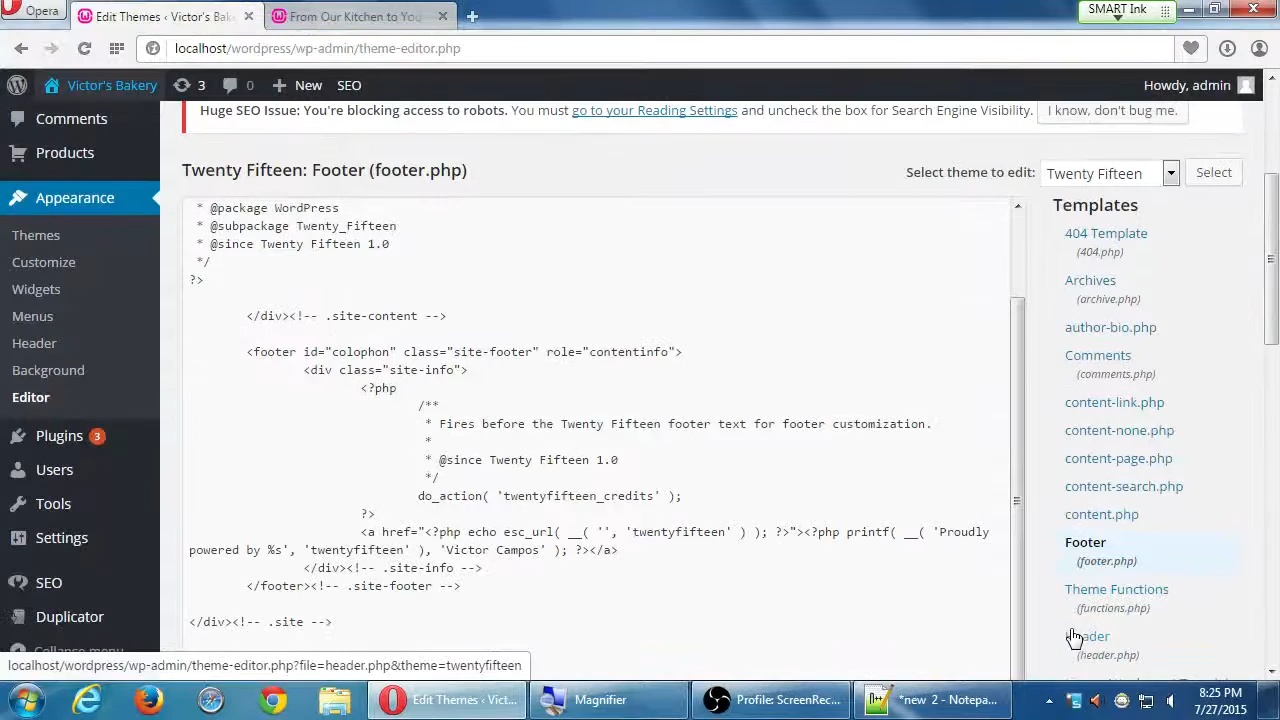 Opera
Edit Themes ‹ Victor's Bak
From Our Kitchen to You
SMART Ink
localhost/wordpress/wp-admin/theme-editor.php
Victor's Bakery
3
0
New
SEO
Howdy, admin
Huge SEO Issue: You're blocking access to robots. You must go to your Reading Settings and uncheck the box for Search Engine Visibility.
I know, don't bug me.
Comments
Products
Appearance
Themes
Customize
Widgets
Menus
Header
Background
Editor
Plugins 3
Users
Tools
Settings
SEO
Duplicator
Collapse menu
Twenty Fifteen: Footer (footer.php)
Select theme to edit:
Twenty Fifteen
Select
* @package WordPress
* @subpackage Twenty_Fifteen
* @since Twenty Fifteen 1.0
*/
?>
</div><!-- .site-content -->
<footer id="colophon" class="site-footer" role="contentinfo">
<div class="site-info">
<?php
/**
* Fires before the Twenty Fifteen footer text for footer customization.
*
* @since Twenty Fifteen 1.0
*/
do_action( 'twentyfifteen_credits' );
?>
<a href="<?php echo esc_url( __( '', 'twentyfifteen' ) ); ?>"><?php printf( __( 'Proudly
powered by %s', 'twentyfifteen' ), 'Victor Campos' ); ?></a>
</div><!-- .site-info -->
</footer><!-- .site-footer -->
</div><!-- .site -->
Templates
404 Template
(404.php)
Archives
(archive.php)
author-bio.php
Comments
(comments.php)
content-link.php
content-none.php
content-page.php
content-search.php
content.php
Footer
(footer.php)
Theme Functions
(functions.php)
Header
(header.php)
localhost/wordpress/wp-admin/theme-editor.php?file=header.php&theme=twentyfifteen
Edit Themes ‹ Vict...
Magnifier
Profile: ScreenRec...
*new 2 - Notepa...
8:25 PM
7/27/2015